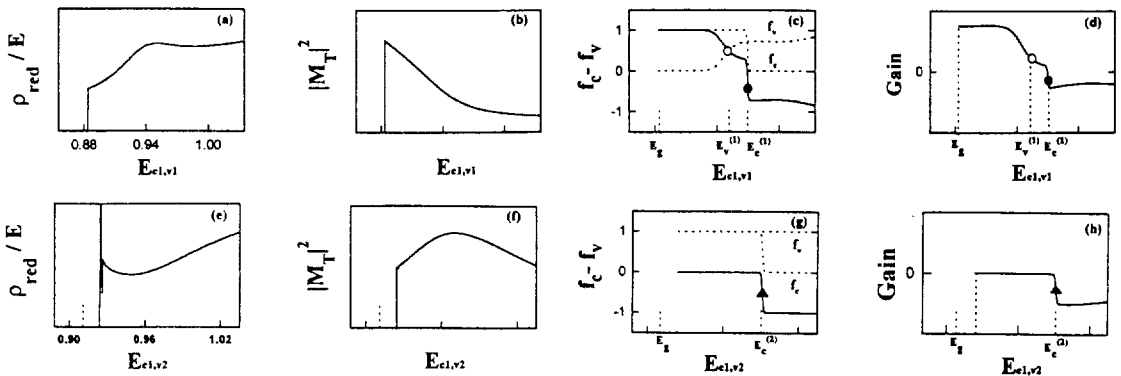 (a)
ρred / E
0.88 0.94 1.00
Ec1,v1
(b)
|MT|²
Ec1,v1
(c)
fc- fv
1
0
-1
fv
fc
Eg Ev(1) Ec(1)
Ec1,v1
(d)
Gain
0
Eg Ev(1) Ec(1)
Ec1,v1
(e)
ρred / E
0.90 0.96 1.02
Ec1,v2
(f)
|MT|²
Ec1,v2
(g)
fc- fv
1
0
-1
fv
fc
Eg Ec(2)
Ec1,v2
(h)
Gain
0
Eg Ec(2)
Ec1,v2